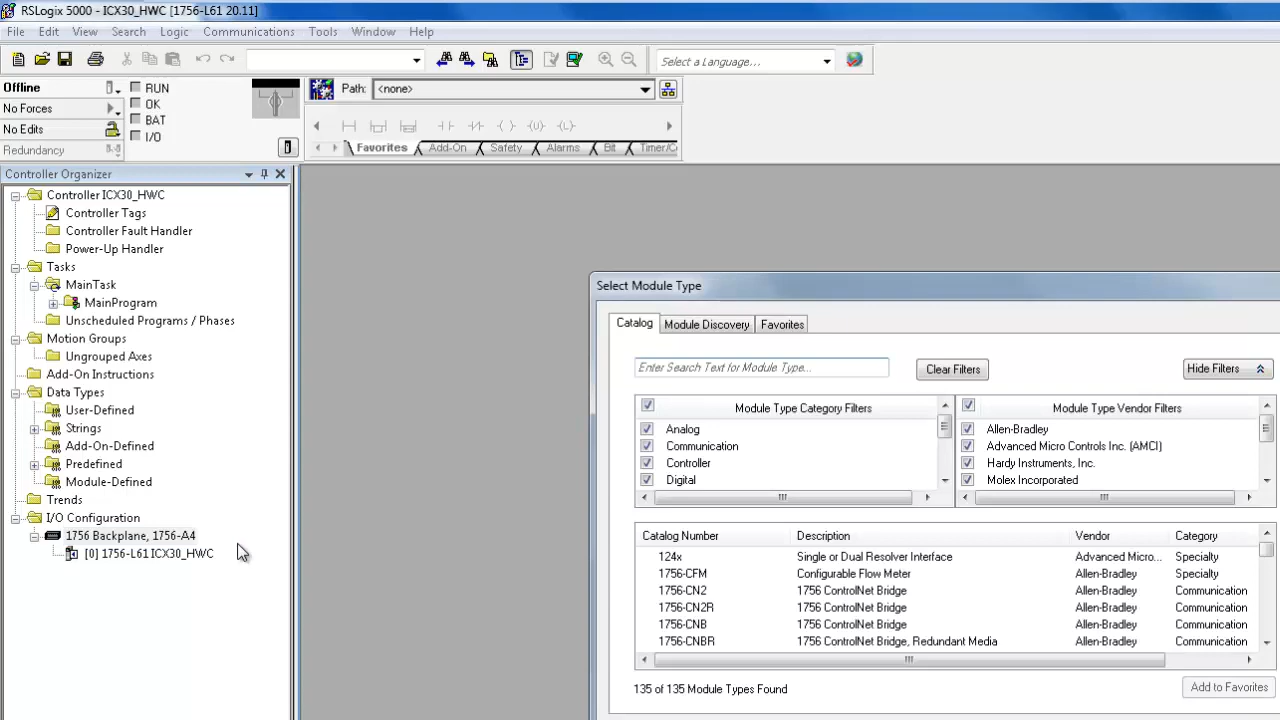 RSLogix 5000 - ICX30_HWC [1756-L61 20.11]
File Edit View Search Logic Communications Tools Window Help
Select a Language...
Offline RUN
No Forces OK
No Edits BAT
Redundancy I/O
Path: <none>
Favorites Add-On Safety Alarms Bit Timer/C
Controller Organizer
Controller ICX30_HWC
Controller Tags
Controller Fault Handler
Power-Up Handler
Tasks
MainTask
MainProgram
Unscheduled Programs / Phases
Motion Groups
Ungrouped Axes
Add-On Instructions
Data Types
User-Defined
Strings
Add-On-Defined
Predefined
Module-Defined
Trends
I/O Configuration
1756 Backplane, 1756-A4
[0] 1756-L61 ICX30_HWC
Select Module Type
Catalog Module Discovery Favorites
Enter Search Text for Module Type... Clear Filters Hide Filters
Module Type Category Filters Module Type Vendor Filters
Analog Allen-Bradley
Communication Advanced Micro Controls Inc. (AMCI)
Controller Hardy Instruments, Inc.
Digital Molex Incorporated
Catalog Number Description Vendor Category
124x Single or Dual Resolver Interface Advanced Micro... Specialty
1756-CFM Configurable Flow Meter Allen-Bradley Specialty
1756-CN2 1756 ControlNet Bridge Allen-Bradley Communication
1756-CN2R 1756 ControlNet Bridge Allen-Bradley Communication
1756-CNB 1756 ControlNet Bridge Allen-Bradley Communication
1756-CNBR 1756 ControlNet Bridge, Redundant Media Allen-Bradley Communication
135 of 135 Module Types Found Add to Favorites